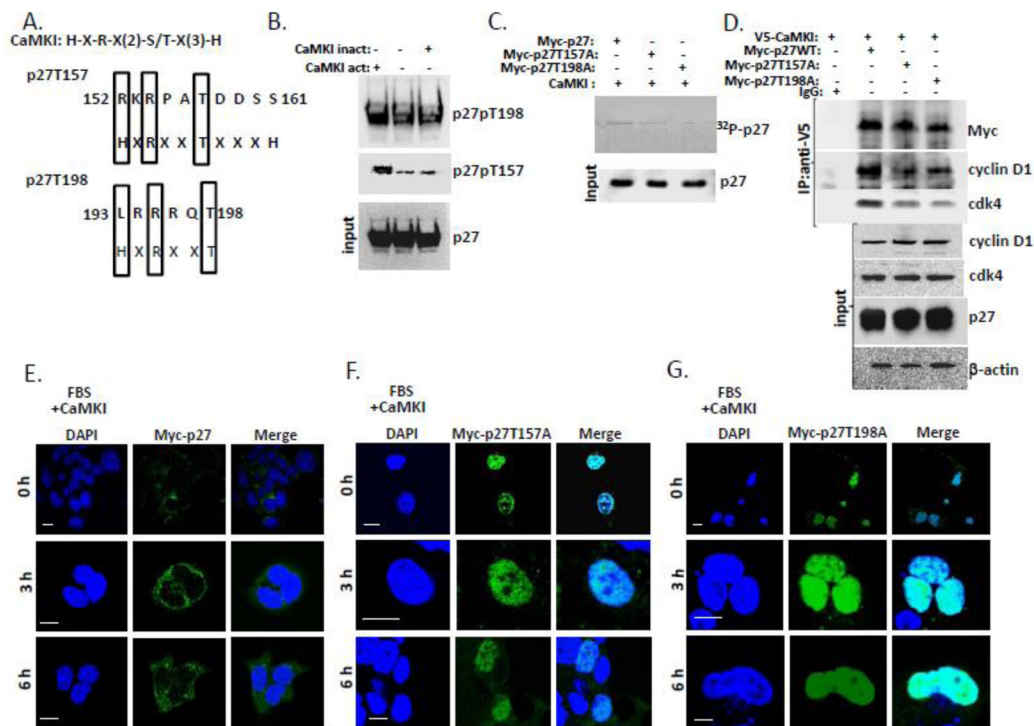 A.
CaMKI: H-X-R-X(2)-S/T-X(3)-H
p27T157
152 R K R P A T D D S S 161
H X R X X T X X X H
p27T198
193 L R R R Q T 198
H X R X X T
B.
CaMKI inact: - - +
CaMKI act: + - -
p27pT198
p27pT157
input
p27
C.
Myc-p27: + - -
Myc-p27T157A: - + -
Myc-p27T198A: - - +
CaMKI : + + +
32P-p27
Input
p27
D.
V5-CaMKI: + + + +
Myc-p27WT: - + - -
Myc-p27T157A: - - + -
Myc-p27T198A: - - - +
IgG: + - - -
IP:anti-V5
Myc
cyclin D1
cdk4
input
cyclin D1
cdk4
p27
β-actin
E.
FBS
+CaMKI
DAPI Myc-p27 Merge
0 h
3 h
6 h
F.
FBS
+CaMKI
DAPI Myc-p27T157A Merge
0 h
3 h
6 h
G.
FBS
+CaMKI
DAPI Myc-p27T198A Merge
0 h
3 h
6 h